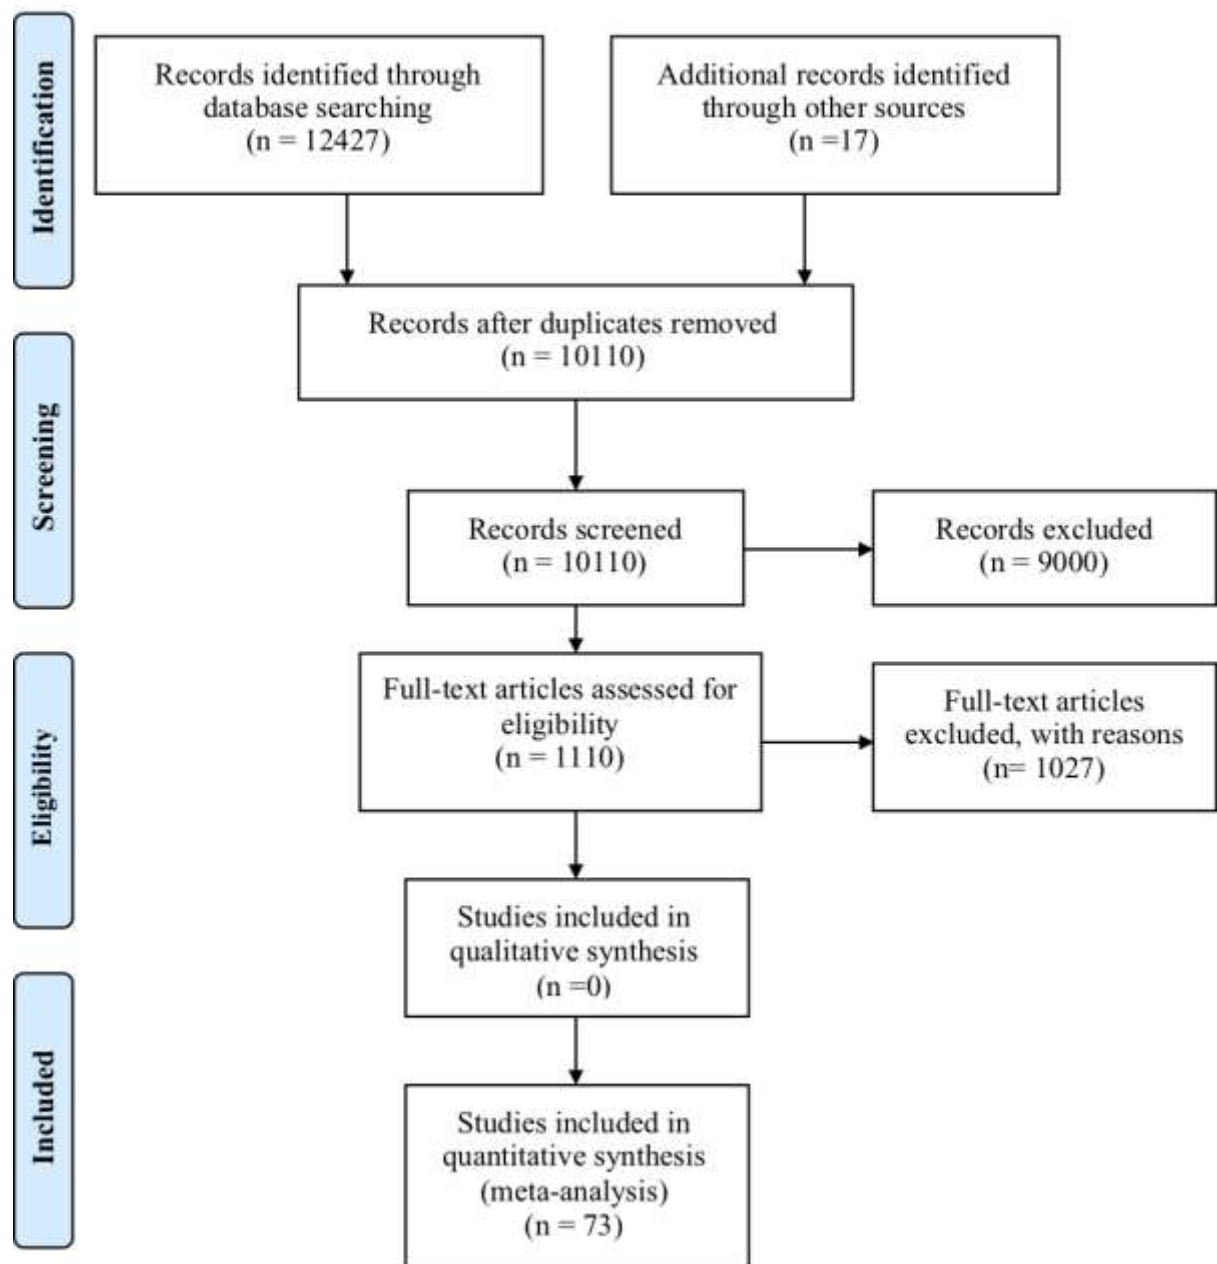 Identification
Records identified through
database searching
(n = 12427)
Additional records identified
through other sources
(n =17)
Records after duplicates removed
(n = 10110)
Screening
Records screened
(n = 10110)
Records excluded
(n = 9000)
Eligibility
Full-text articles assessed for
eligibility
(n = 1110)
Full-text articles
excluded, with reasons
(n= 1027)
Studies included in
qualitative synthesis
(n =0)
Included
Studies included in
quantitative synthesis
(meta-analysis)
(n = 73)